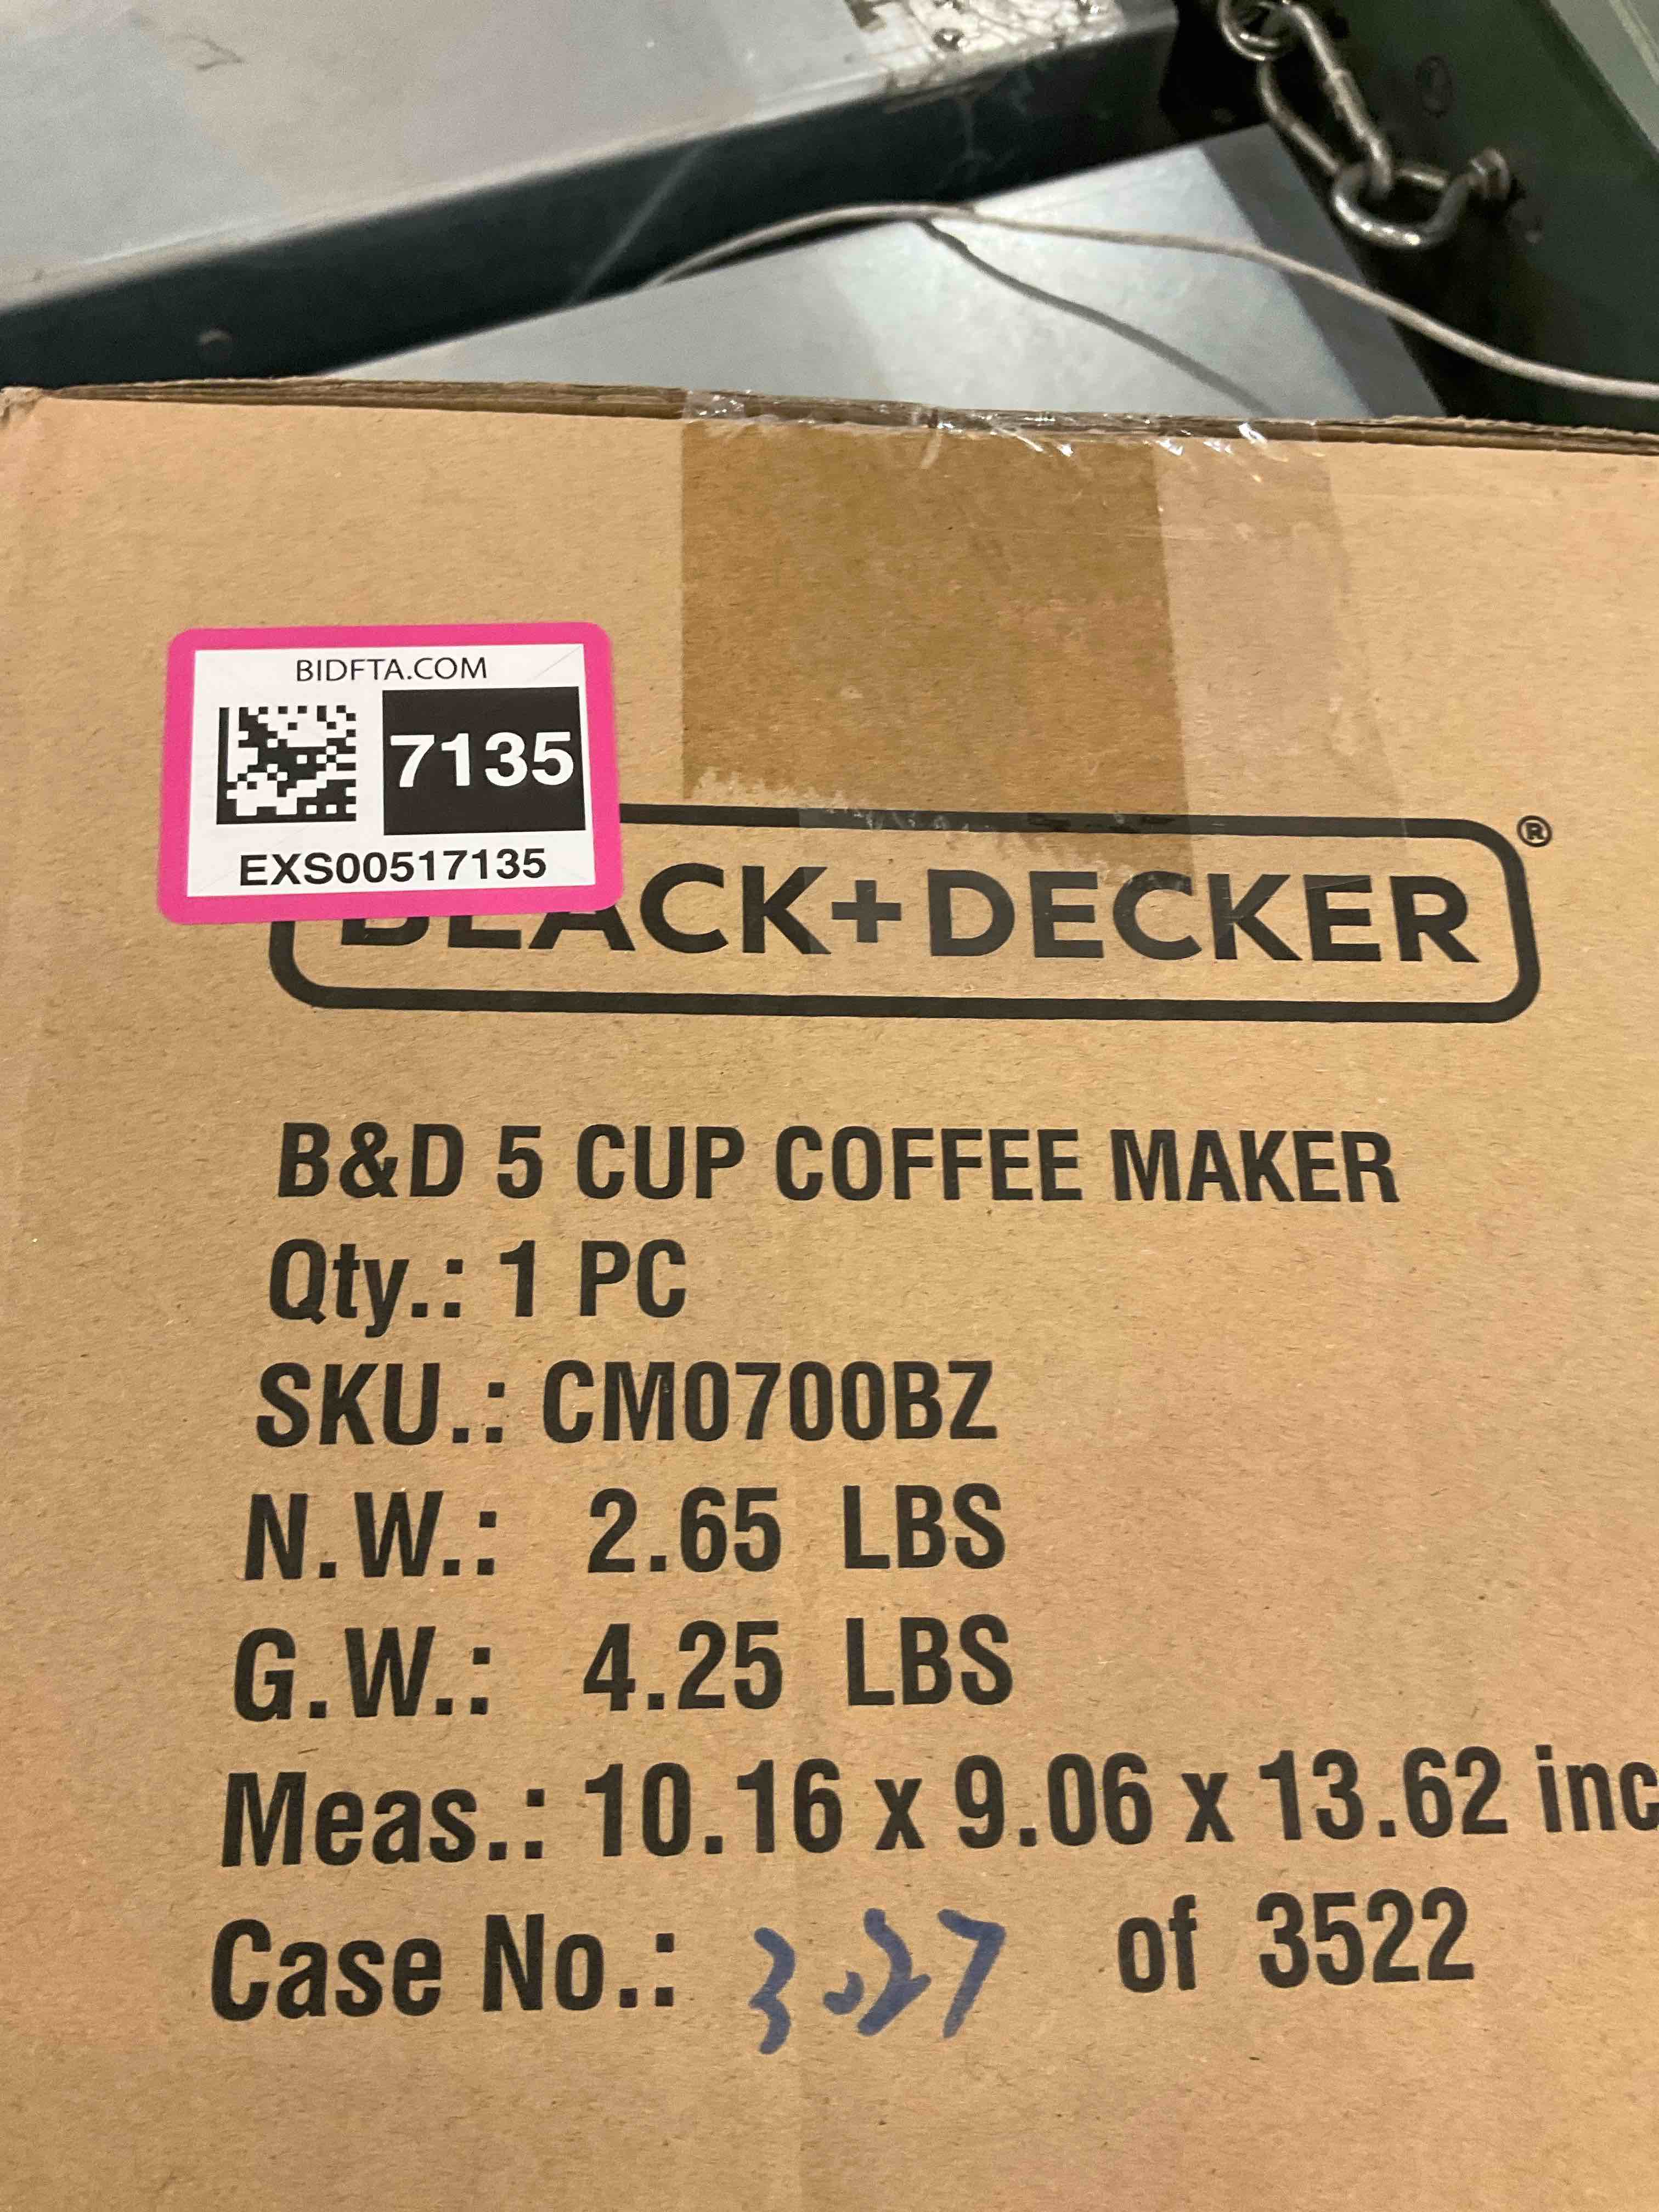 BIDFTA.COM
7135
EXS00517135
BLACK+DECKER®
B&D 5 CUP COFFEE MAKER
Qty.: 1 PC
SKU.: CM0700BZ
N.W.: 2.65 LBS
G.W.: 4.25 LBS
Meas.: 10.16 x 9.06 x 13.62 inc
Case No.: of 3522